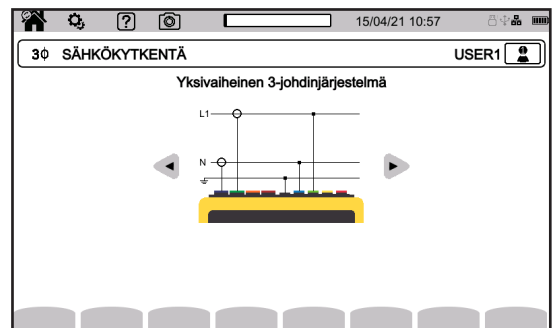 15/04/21 10:57
3ϕ SÄHKÖKYTKENTÄ USER1
Yksivaiheinen 3-johdinjärjestelmä
L1
N